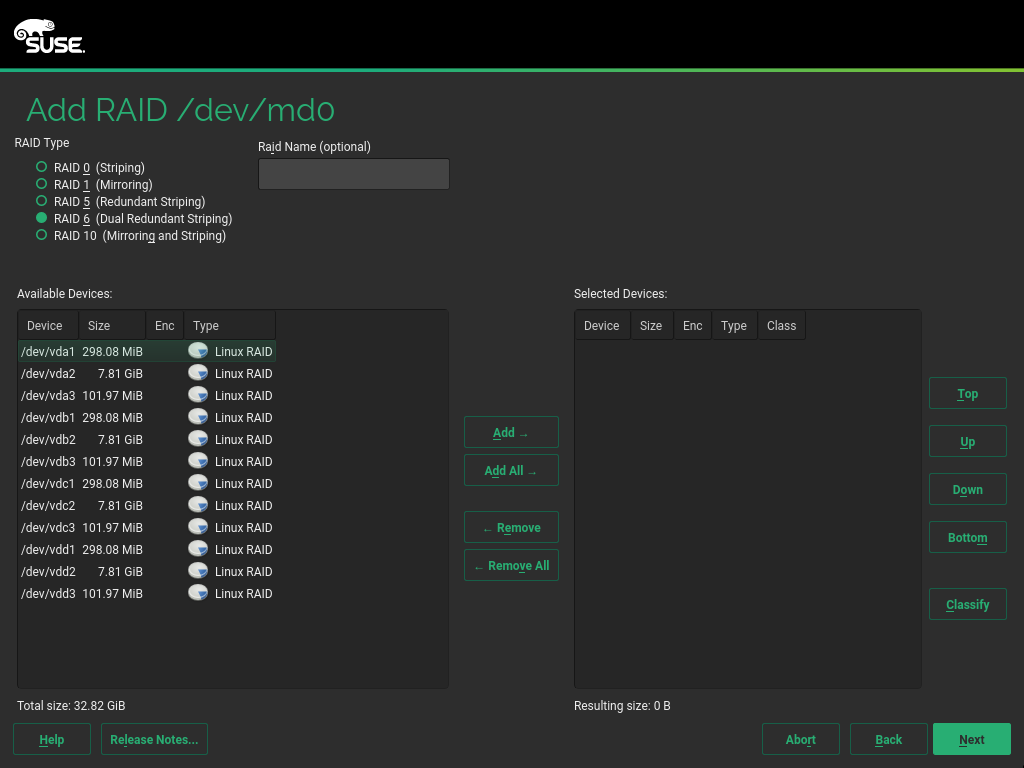 SUSE.
Add RAID /dev/md0
RAID Type
Raid Name (optional)
RAID 0 (Striping)
RAID 1 (Mirroring)
RAID 5 (Redundant Striping)
RAID 6 (Dual Redundant Striping)
RAID 10 (Mirroring and Striping)
Available Devices:
Device Size Enc Type
/dev/vda1 298.08 MiB Linux RAID
/dev/vda2 7.81 GiB Linux RAID
/dev/vda3 101.97 MiB Linux RAID
/dev/vdb1 298.08 MiB Linux RAID
/dev/vdb2 7.81 GiB Linux RAID
/dev/vdb3 101.97 MiB Linux RAID
/dev/vdc1 298.08 MiB Linux RAID
/dev/vdc2 7.81 GiB Linux RAID
/dev/vdc3 101.97 MiB Linux RAID
/dev/vdd1 298.08 MiB Linux RAID
/dev/vdd2 7.81 GiB Linux RAID
/dev/vdd3 101.97 MiB Linux RAID
Total size: 32.82 GiB
Add →
Add All →
← Remove
← Remove All
Selected Devices:
Device Size Enc Type Class
Resulting size: 0 B
Top
Up
Down
Bottom
Classify
Help Release Notes... Abort Back Next